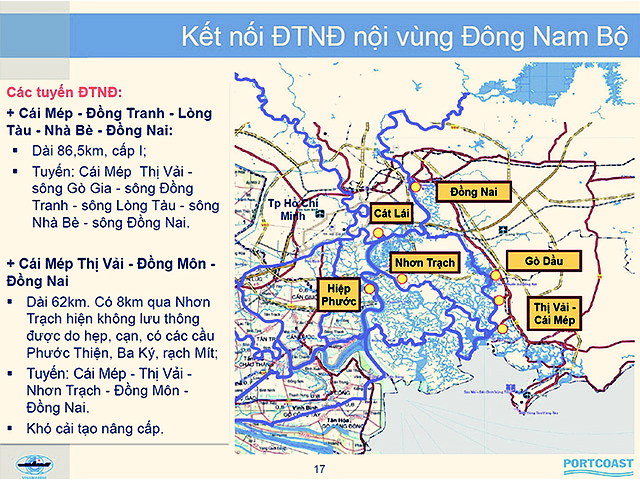 Kết nối ĐTNĐ nội vùng Đông Nam Bộ
Các tuyến ĐTNĐ:
+ Cái Mép - Đồng Tranh - Lòng
Tàu - Nhà Bè - Đồng Nai:
▪ Dài 86,5km, cấp I;
▪ Tuyến: Cái Mép Thị Vải -
sông Gò Gia - sông Đồng
Tranh - sông Lòng Tàu - sông
Nhà Bè - sông Đồng Nai.
+ Cái Mép Thị Vải - Đồng Môn -
Đồng Nai
▪ Dài 62km. Có 8km qua Nhơn
Trạch hiện không lưu thông
được do hẹp, cạn, có các cầu
Phước Thiện, Ba Ký, rạch Mít;
▪ Tuyến: Cái Mép - Thị Vải -
Nhơn Trạch - Đồng Môn -
Đồng Nai.
▪ Khó cải tạo nâng cấp.
Đồng Nai
Tp Hồ Chí
Minh
Cát Lái
Nhơn Trạch
Gò Dầu
Hiệp
Phước
Thị Vải -
Cái Mép
17
PORTCOAST